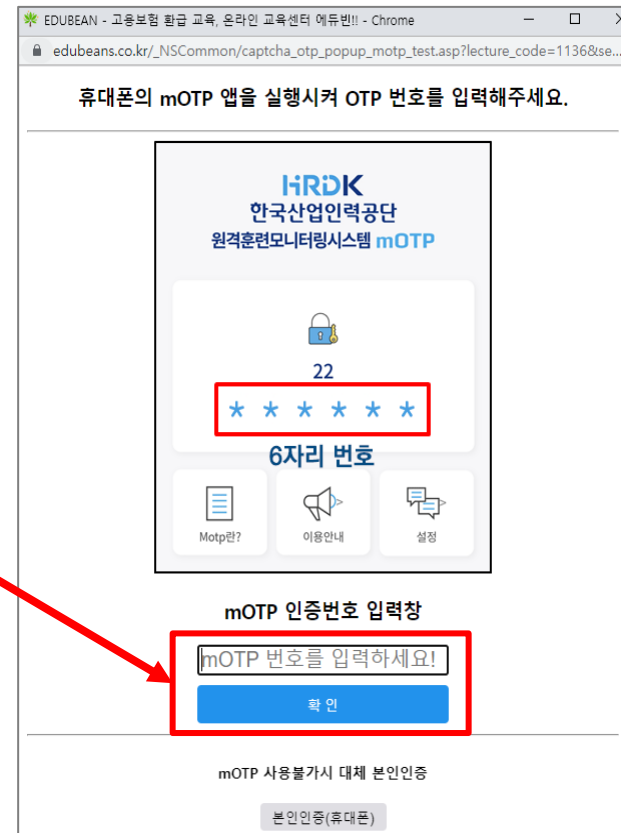 EDUBEAN - 고용보험 환급 교육, 온라인 교육센터 에듀빈!! - Chrome
edubeans.co.kr/_NSCommon/captcha_otp_popup_motp_test.asp?lecture_code=1136&se...
휴대폰의 mOTP 앱을 실행시켜 OTP 번호를 입력해주세요.
HRDK
한국산업인력공단
원격훈련모니터링시스템 mOTP
22
* * * * * *
6자리 번호
Motp란? 이용안내 설정
mOTP 인증번호 입력창
mOTP 번호를 입력하세요!
확 인
mOTP 사용불가시 대체 본인인증
본인인증(휴대폰)